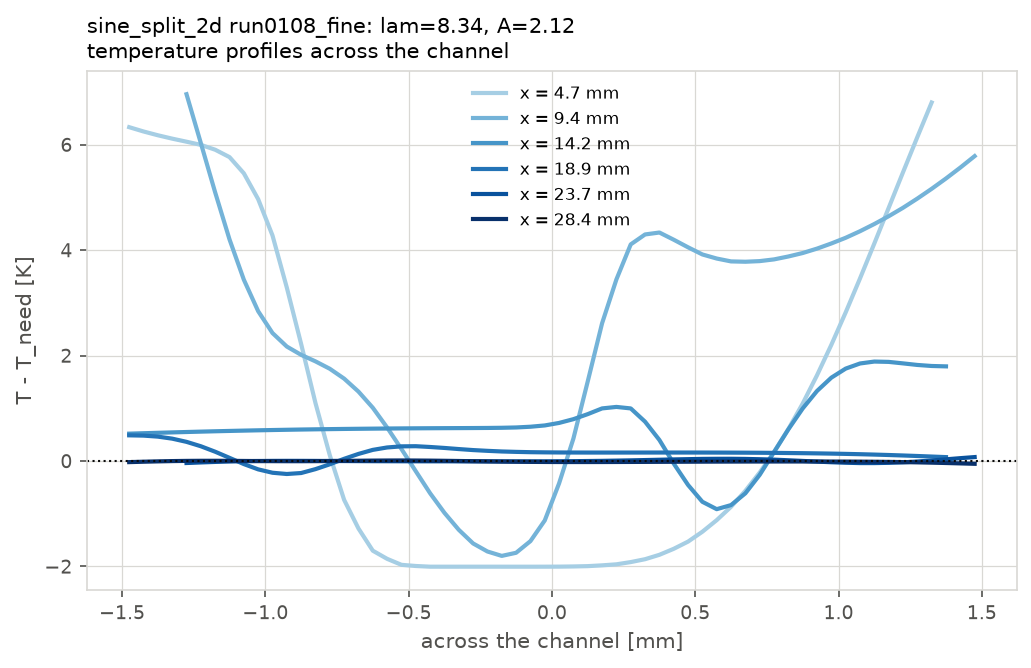 sine_split_2d run0108_fine: lam=8.34, A=2.12
temperature profiles across the channel
x = 4.7 mm
x = 9.4 mm
x = 14.2 mm
x = 18.9 mm
x = 23.7 mm
x = 28.4 mm
T - T_need [K]
6
4
2
0
−2
−1.5 −1.0 −0.5 0.0 0.5 1.0 1.5
across the channel [mm]